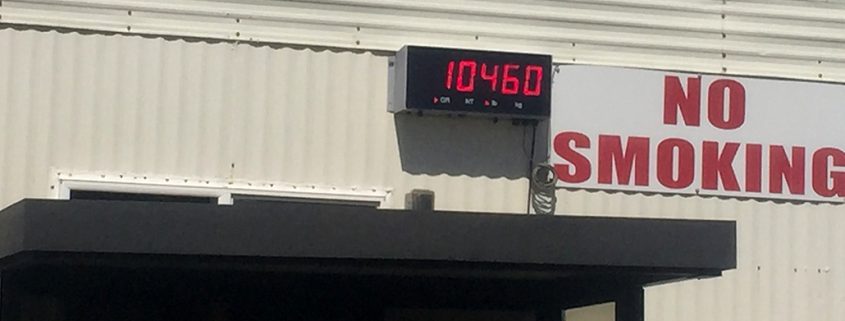 10460
GR NT lb kg
NO
SMOKING